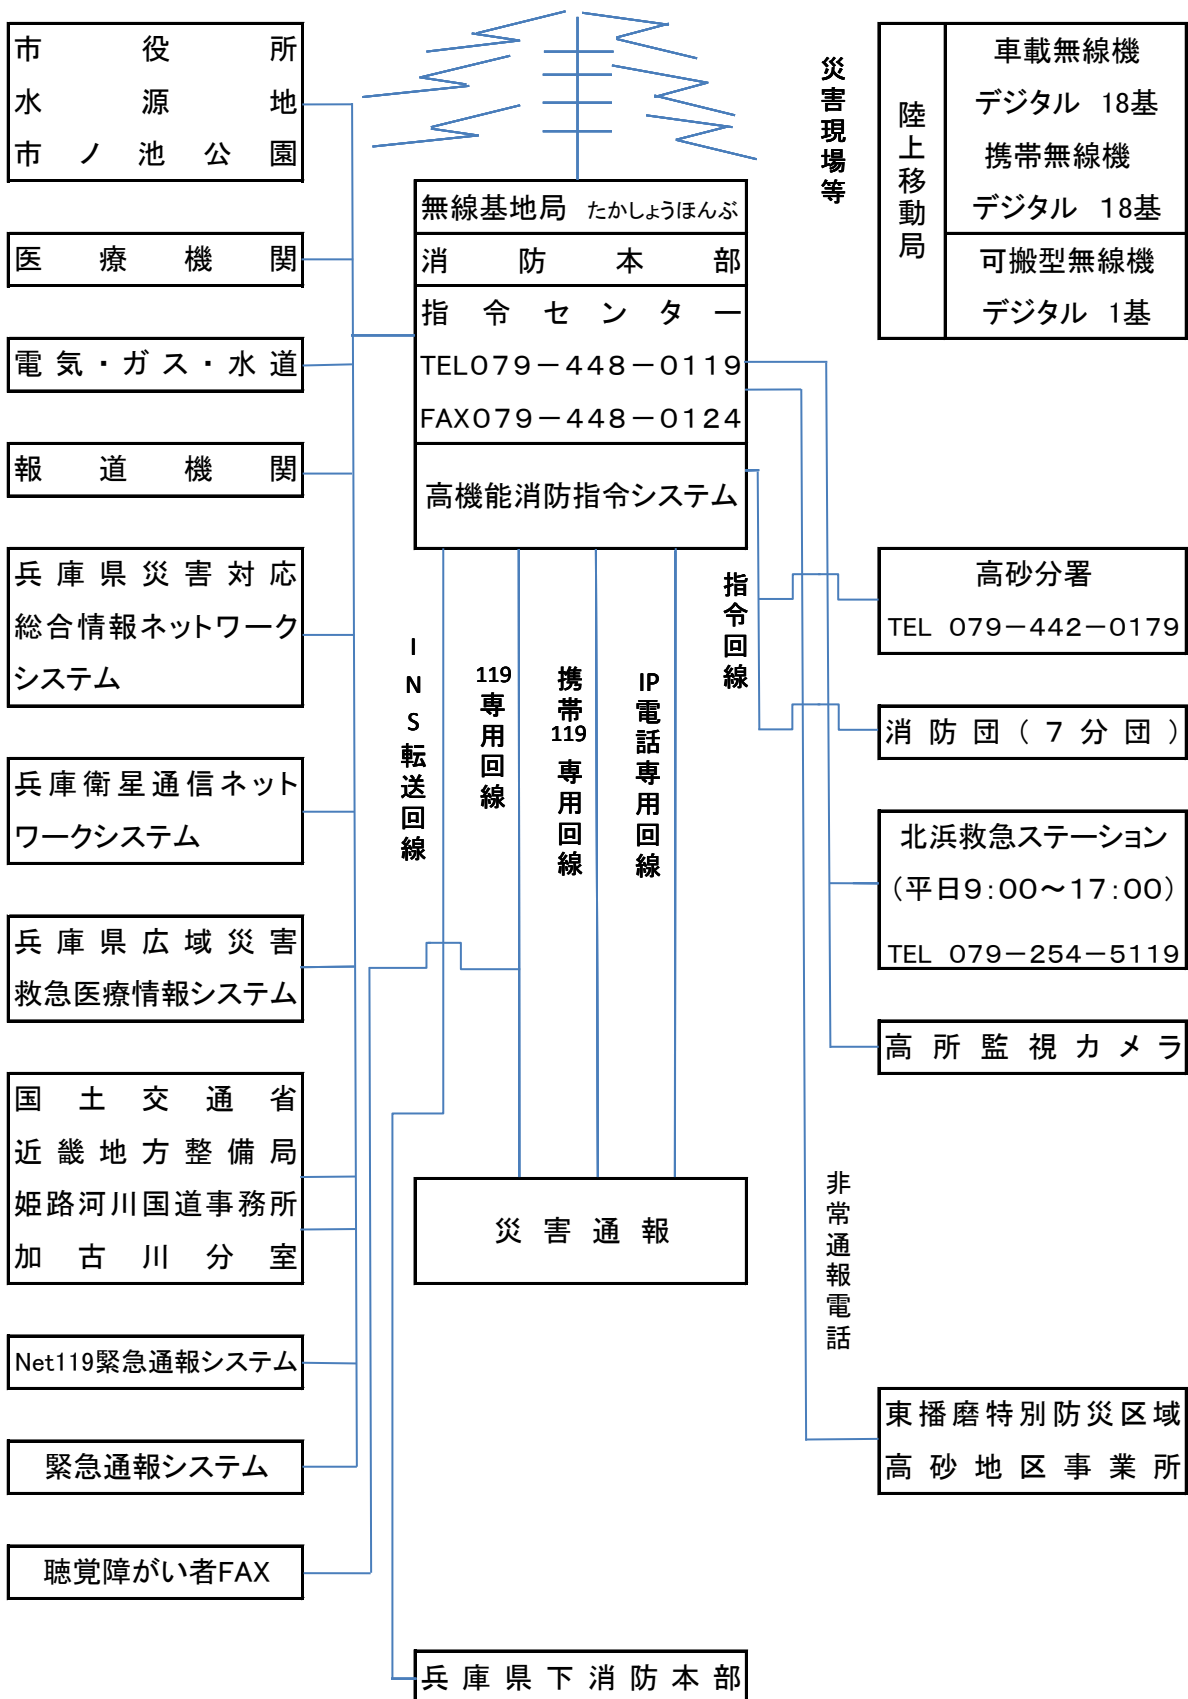 市役所
水源地
市ノ池公園
医療機関
電気・ガス・水道
報道機関
兵庫県災害対応
総合情報ネットワーク
システム
兵庫衛星通信ネット
ワークシステム
兵庫県広域災害
救急医療情報システム
国土交通省
近畿地方整備局
姫路河川国道事務所
加古川分室
Net119緊急通報システム
緊急通報システム
聴覚障がい者FAX
無線基地局 たかしょうほんぶ
消防本部
指令センター
TEL079－448－0119
FAX079－448－0124
高機能消防指令システム
INS転送回線
119専用回線
携帯119専用回線
IP電話専用回線
指令回線
災害通報
兵庫県下消防本部
災害現場等
陸上移動局
車載無線機
デジタル 18基
携帯無線機
デジタル 18基
可搬型無線機
デジタル 1基
高砂分署
TEL 079－442－0179
消防団(7分団)
北浜救急ステーション
(平日9:00～17:00)
TEL 079－254－5119
高所監視カメラ
非常通報電話
東播磨特別防災区域
高砂地区事業所